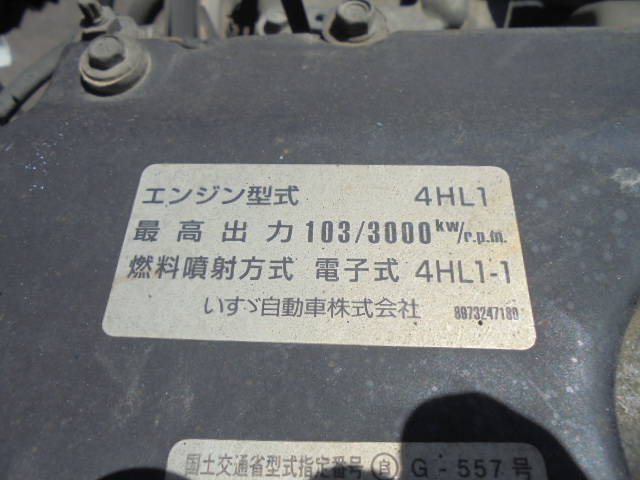 エンジン型式 4HL1
最高出力 103/3000 kw/r.p.m.
燃料噴射方式 電子式 4HL1-1
いすゞ自動車株式会社 8973247180
国土交通省型式指定番号 良 G-557号